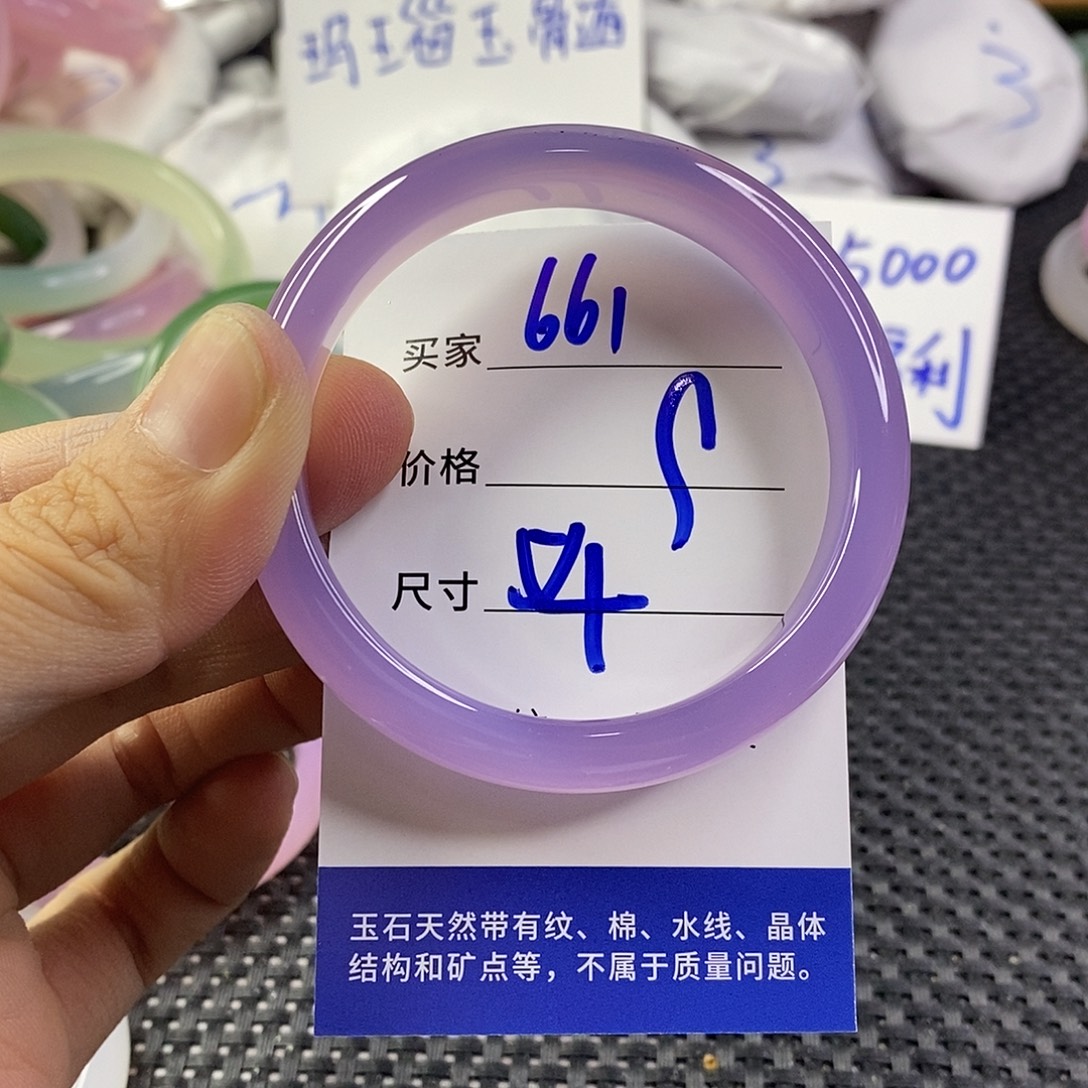 玛瑙玉髓
5000
利
买家 661
价格
尺寸 54
玉石天然带有纹、棉、水线、晶体
结构和矿点等，不属于质量问题。